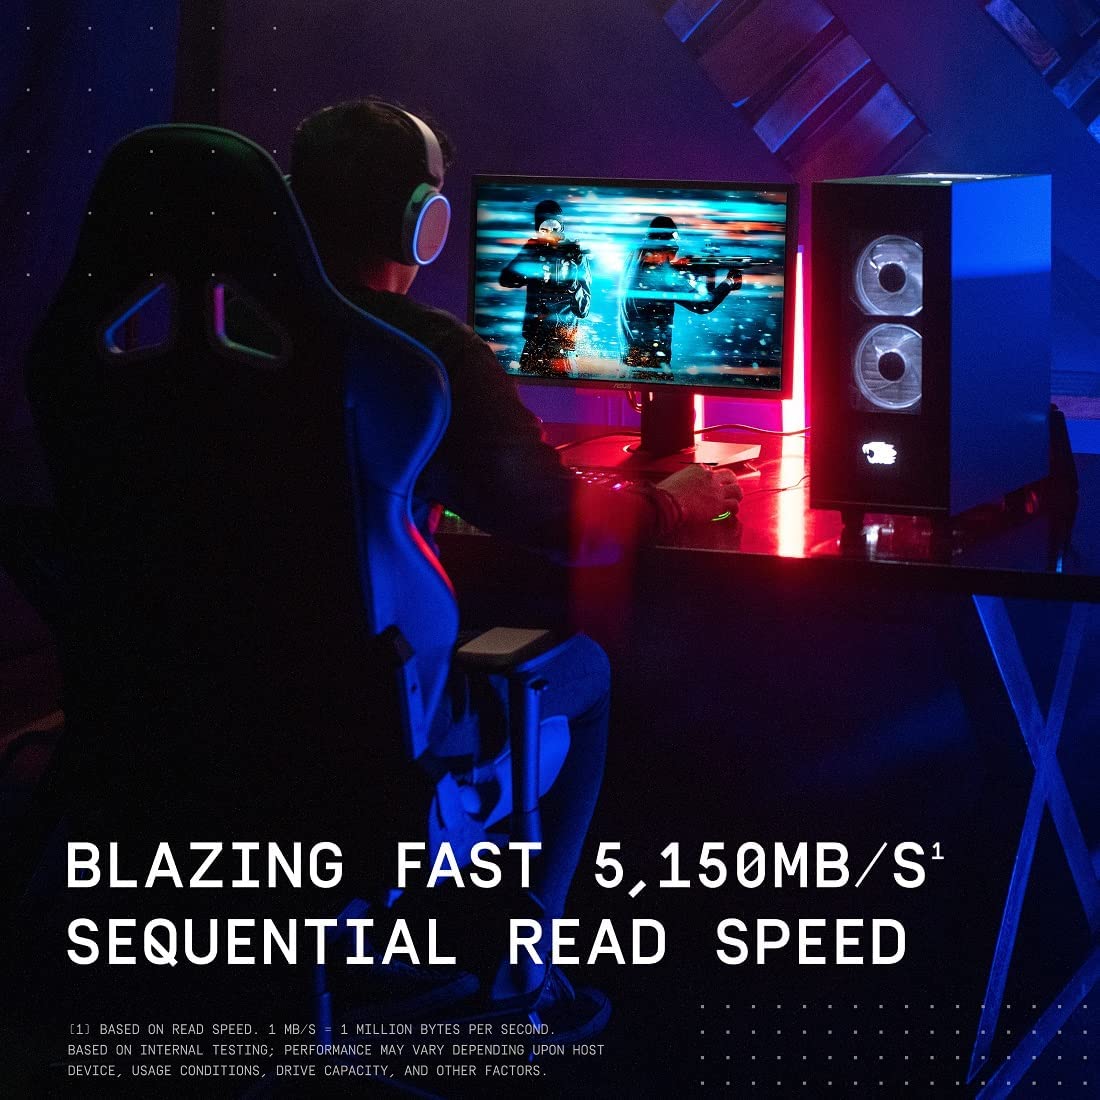 ASUS
BLAZING FAST 5,150MB/S¹
SEQUENTIAL READ SPEED
[1] BASED ON READ SPEED. 1 MB/S = 1 MILLION BYTES PER SECOND.
BASED ON INTERNAL TESTING; PERFORMANCE MAY VARY DEPENDING UPON HOST
DEVICE, USAGE CONDITIONS, DRIVE CAPACITY, AND OTHER FACTORS.